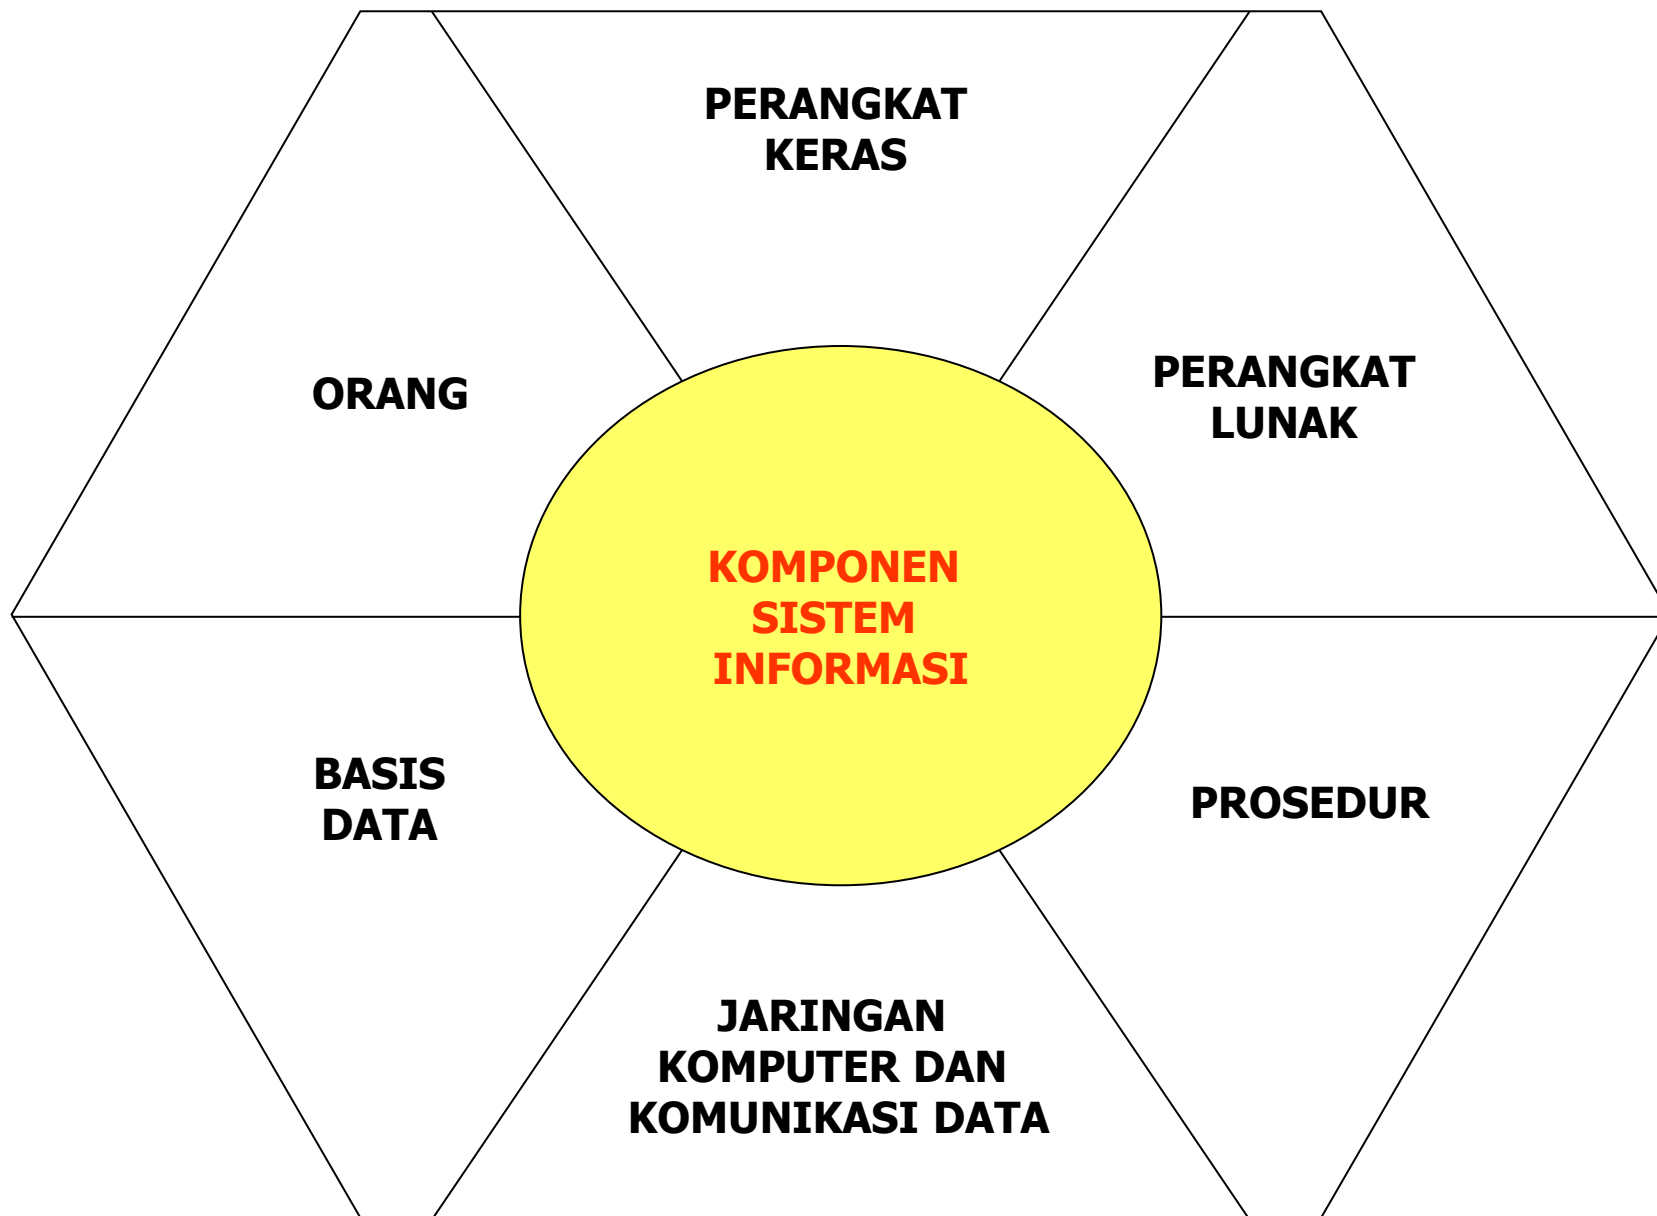 PERANGKAT
KERAS
ORANG
PERANGKAT
LUNAK
KOMPONEN
SISTEM
INFORMASI
BASIS
DATA
PROSEDUR
JARINGAN
KOMPUTER DAN
KOMUNIKASI DATA